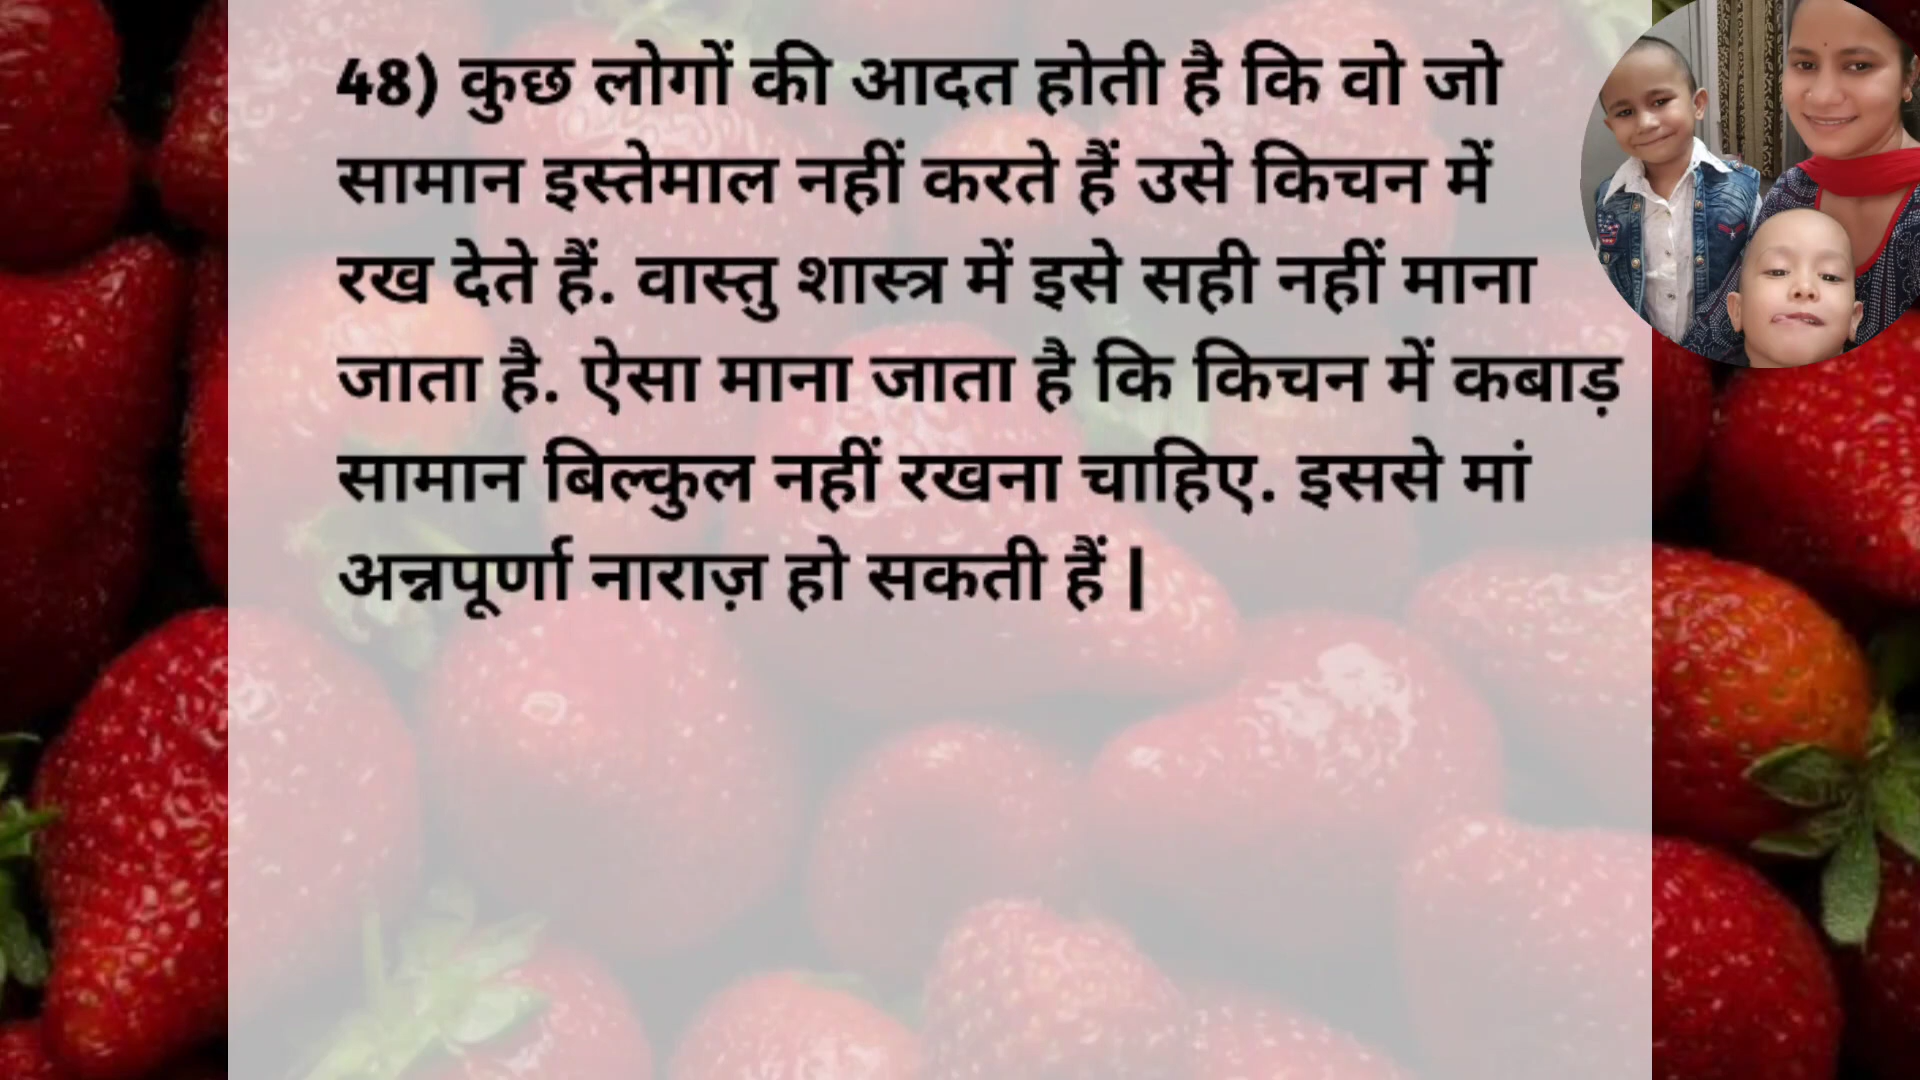 48) कुछ लोगों की आदत होती है कि वो जो
सामान इस्तेमाल नहीं करते हैं उसे किचन में
रख देते हैं. वास्तु शास्त्र में इसे सही नहीं माना
जाता है. ऐसा माना जाता है कि किचन में कबाड़
सामान बिल्कुल नहीं रखना चाहिए. इससे मां
अन्नपूर्णा नाराज़ हो सकती हैं |